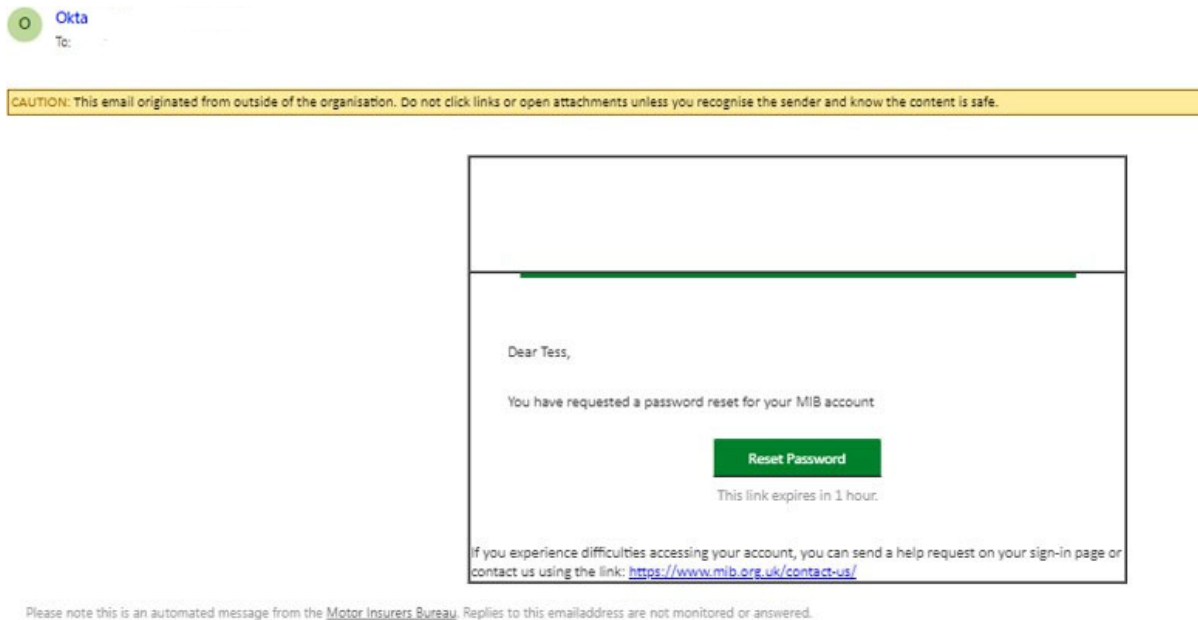 O
Okta
To:
CAUTION: This email originated from outside of the organisation. Do not click links or open attachments unless you recognise the sender and know the content is safe.
Dear Tess,
You have requested a password reset for your MIB account
Reset Password
This link expires in 1 hour.
If you experience difficulties accessing your account, you can send a help request on your sign-in page or
contact us using the link: https://www.mib.org.uk/contact-us/
Please note this is an automated message from the Motor Insurers Bureau. Replies to this emailaddress are not monitored or answered.